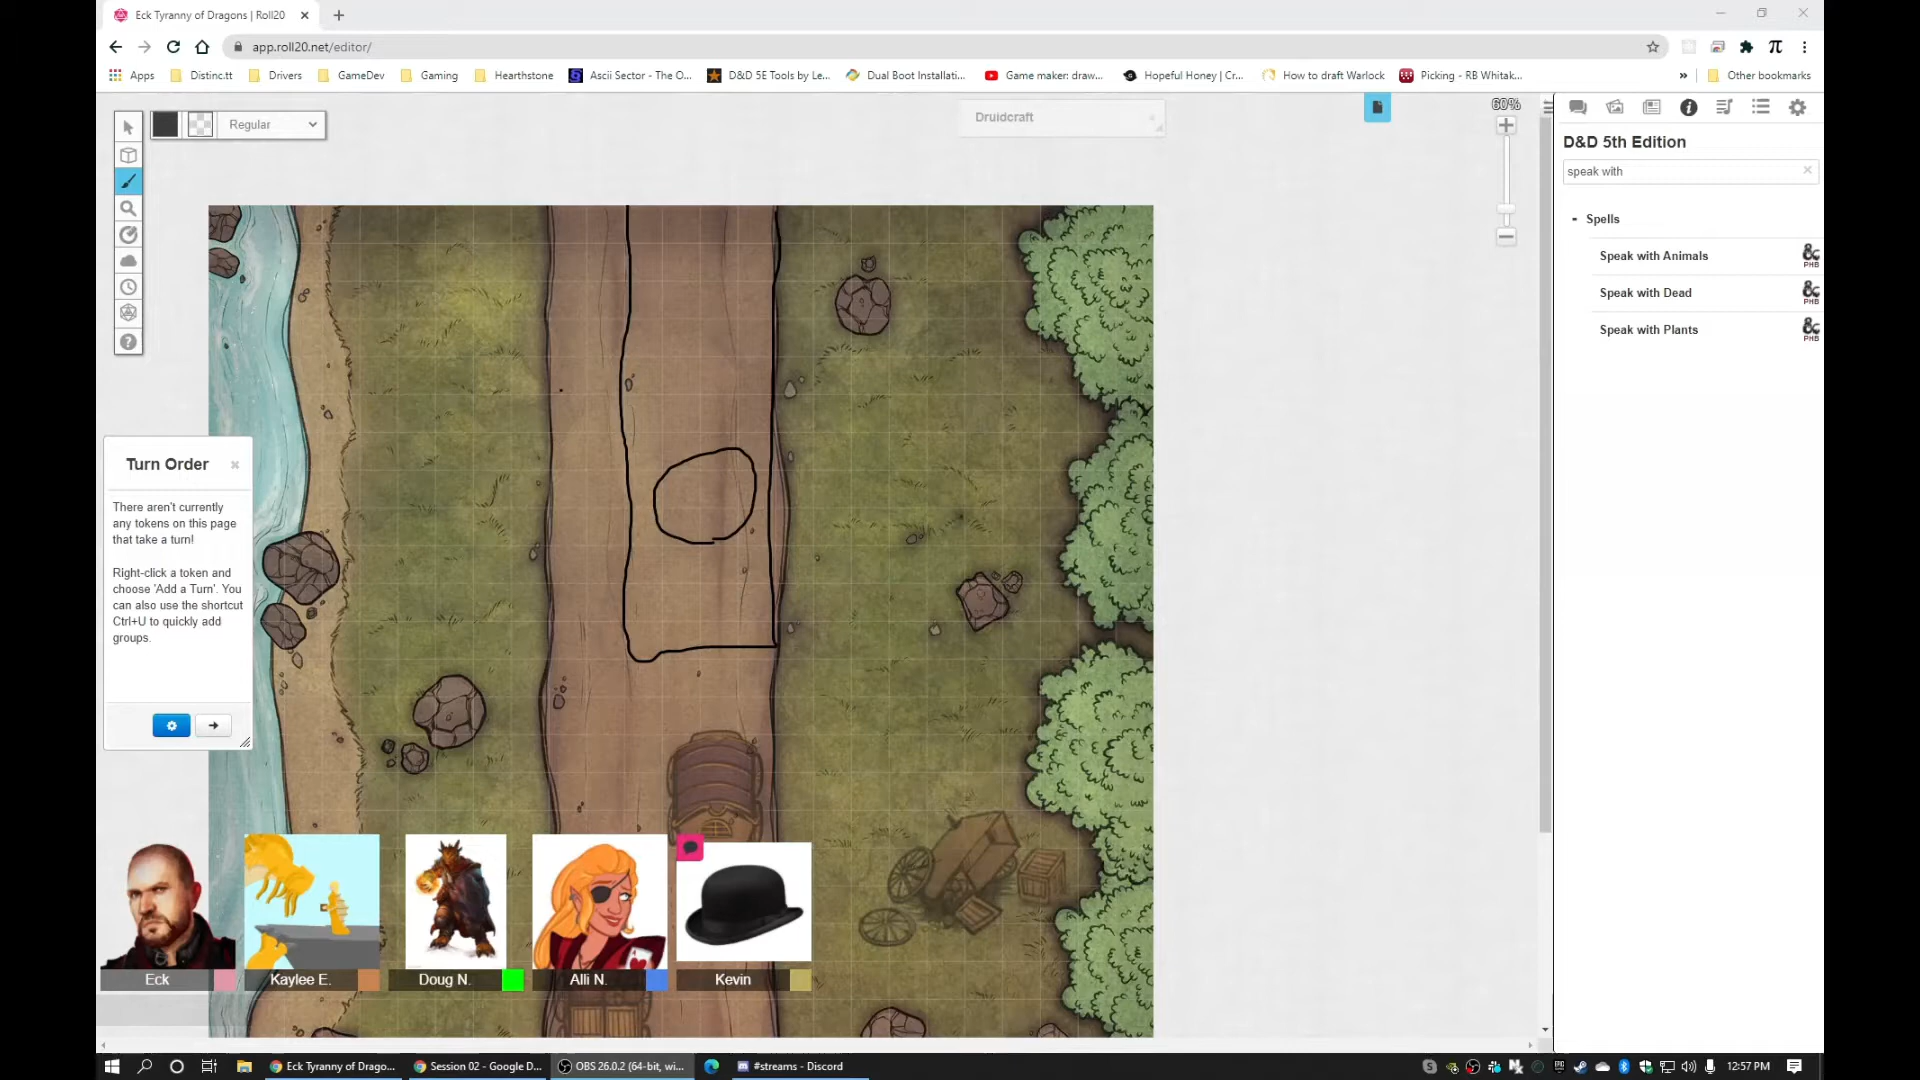 Eck Tyranny of Dragons | Roll20
app.roll20.net/editor/
Apps
Distinc.tt
Drivers
GameDev
Gaming
Hearthstone
Ascii Sector - The O...
D&D 5E Tools by Le...
Dual Boot Installati...
Game maker: draw...
Hopeful Honey | Cr...
How to draft Warlock
Picking - RB Whitak...
»
Other bookmarks
Regular
Druidcraft
60%
D&D 5th Edition
speak with
Spells
Speak with Animals
PHB
Speak with Dead
PHB
Speak with Plants
PHB
Turn Order
There aren't currently
any tokens on this page
that take a turn!
Right-click a token and
choose 'Add a Turn'. You
can also use the shortcut
Ctrl+U to quickly add
groups.
Eck
Kaylee E.
Doug N.
Alli N.
Kevin
Eck Tyranny of Drago...
Session 02 - Google D...
OBS 26.0.2 (64-bit, wi...
#streams - Discord
12:57 PM